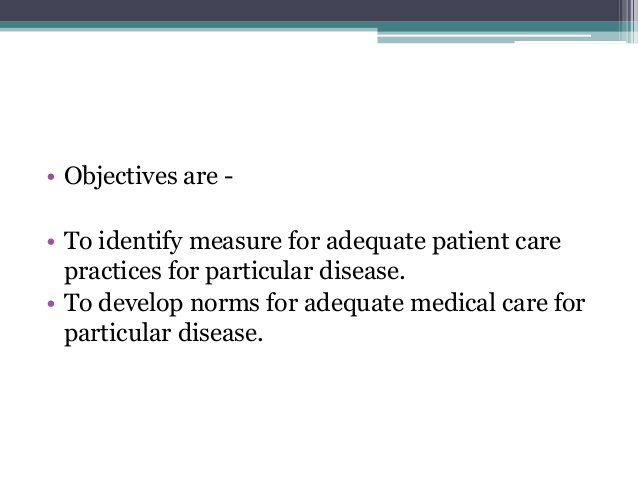 • Objectives are -
• To identify measure for adequate patient care
practices for particular disease.
• To develop norms for adequate medical care for
particular disease.